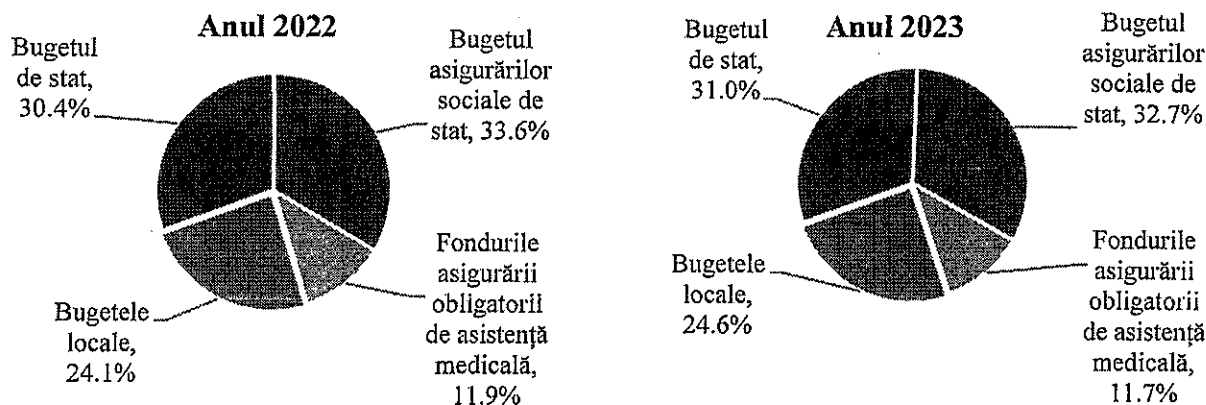 Anul 2022
Bugetul
de stat,
30.4%
Bugetul
asigurărilor
sociale de
stat, 33.6%
Bugetele
locale,
24.1%
Fondurile
asigurării
obligatorii
de asistență
medicală,
11.9%
Anul 2023
Bugetul
de stat,
31.0%
Bugetul
asigurărilor
sociale de
stat, 32.7%
Bugetele
locale,
24.6%
Fondurile
asigurării
obligatorii
de asistență
medicală,
11.7%